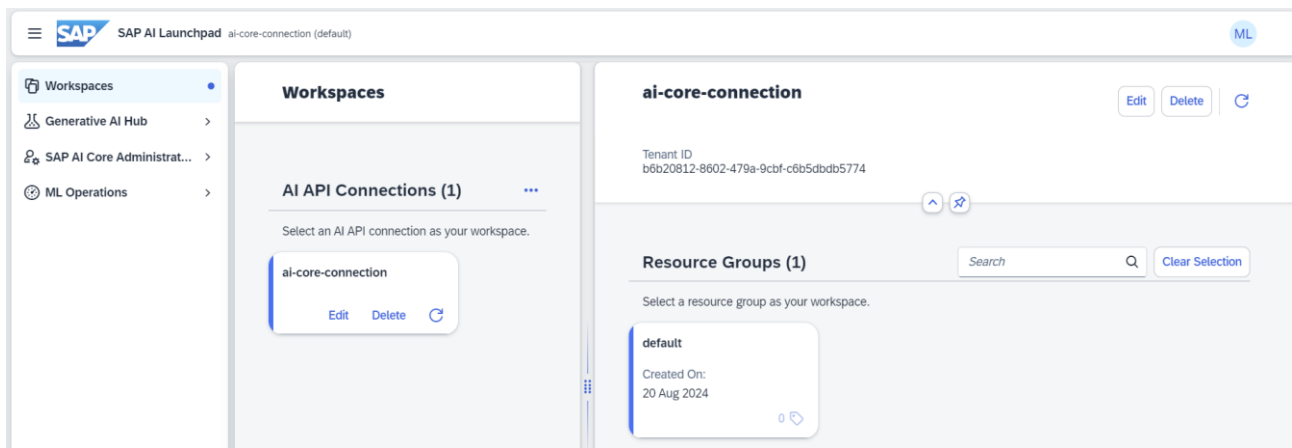 SAP SAP AI Launchpad ai-core-connection (default) ML
Workspaces
Generative AI Hub
SAP AI Core Administrat...
ML Operations
Workspaces
AI API Connections (1)
Select an AI API connection as your workspace.
ai-core-connection
Edit Delete
ai-core-connection
Edit Delete
Tenant ID
b6b20812-8602-479a-9cbf-c6b5dbdb5774
Resource Groups (1)
Search
Clear Selection
Select a resource group as your workspace.
default
Created On:
20 Aug 2024
0